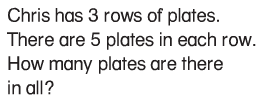 Chris has 3 rows of plates.
There are 5 plates in each row.
How many plates are there
in all?